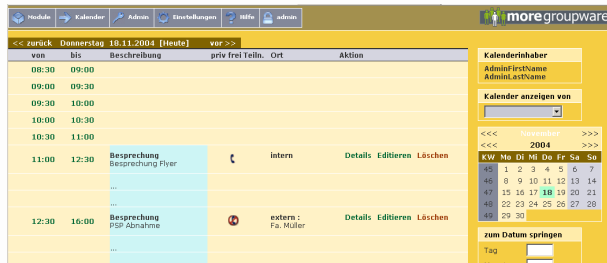 Module Kalender Admin Einstellungen Hilfe admin
moregroupware
<< zurück Donnerstag 18.11.2004 [Heute] vor >>
von bis Beschreibung priv frei Teiln. Ort Aktion
08:30 09:00
09:00 09:30
09:30 10:00
10:00 10:30
10:30 11:00
11:00 12:30 Besprechung intern Details Editieren Löschen
Besprechung Flyer
...
...
12:30 16:00 Besprechung extern : Details Editieren Löschen
PSP Abnahme Fa. Müller
...
Kalenderinhaber
AdminFirstName
AdminLastName
Kalender anzeigen von
<<< November >>>
<<< 2004 >>>
KW Mo Di Mi Do Fr Sa So
45 1 2 3 4 5 6 7
46 8 9 10 11 12 13 14
47 15 16 17 18 19 20 21
48 22 23 24 25 26 27 28
49 29 30
zum Datum springen
Tag